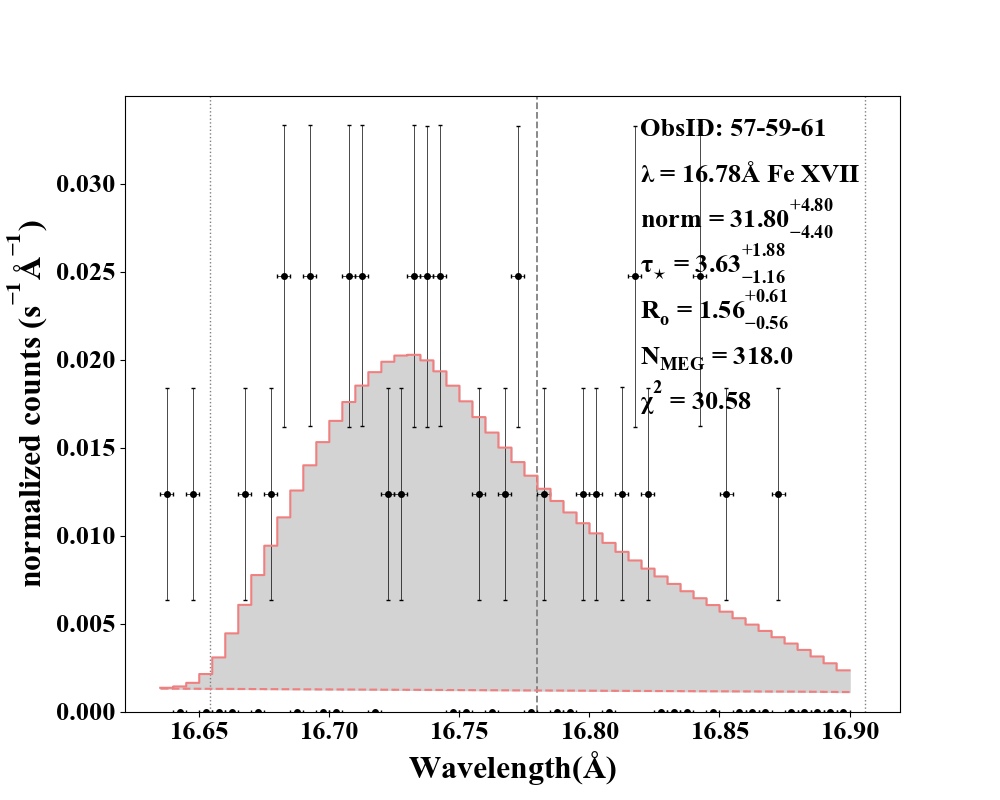 ObsID: 57-59-61
λ = 16.78Å Fe XVII
norm = 31.80 +4.80 −4.40
τ⋆ = 3.63 +1.88 −1.16
Ro = 1.56 +0.61 −0.56
NMEG = 318.0
χ² = 30.58
normalized counts (s⁻¹ Å⁻¹)
0.030
0.025
0.020
0.015
0.010
0.005
0.000
16.65 16.70 16.75 16.80 16.85 16.90
Wavelength(Å)